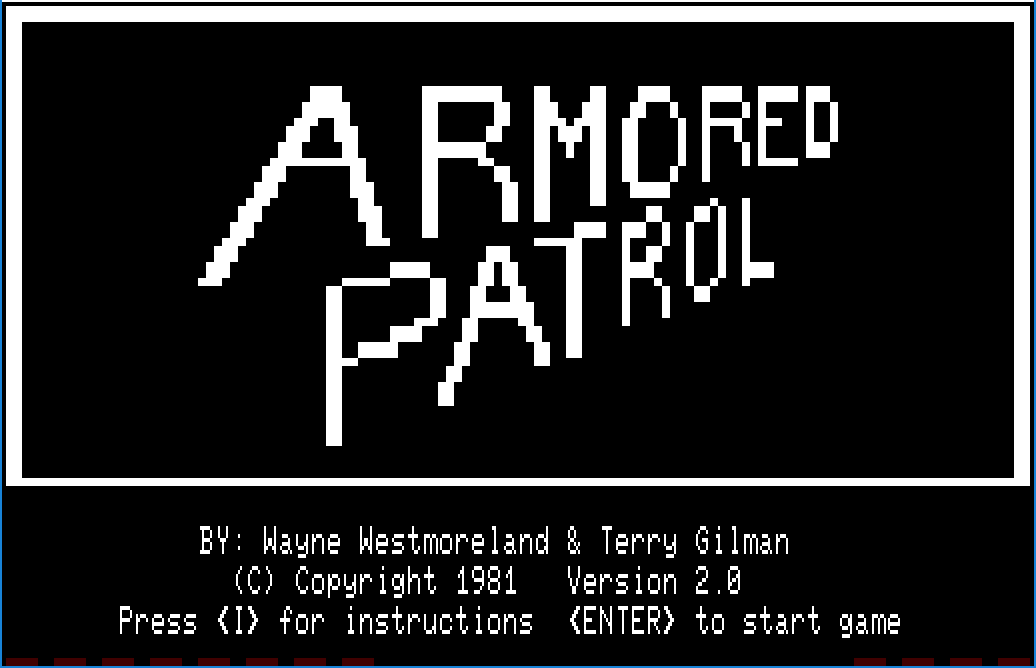 ARMORED
PATROL
BY: Wayne Westmoreland & Terry Gilman
(C) Copyright 1981 Version 2.0
Press <I> for instructions <ENTER> to start game